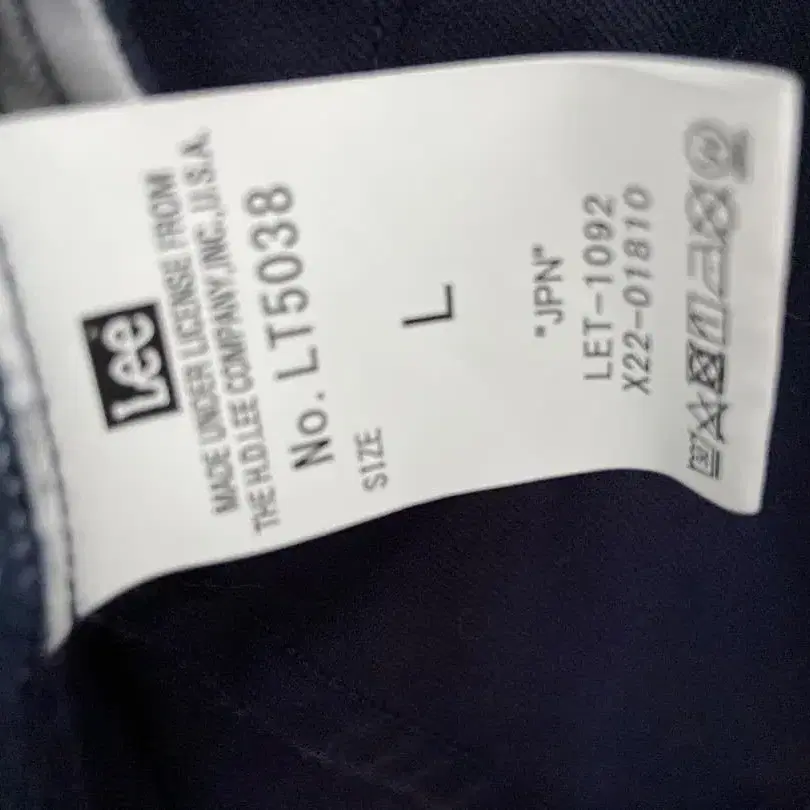 Lee
MADE UNDER LICENSE FROM
THE H.D.LEE COMPANY,INC.,U.S.A.
No. LT5038
SIZE
L
"JPN"
LET-1092
X22-01810